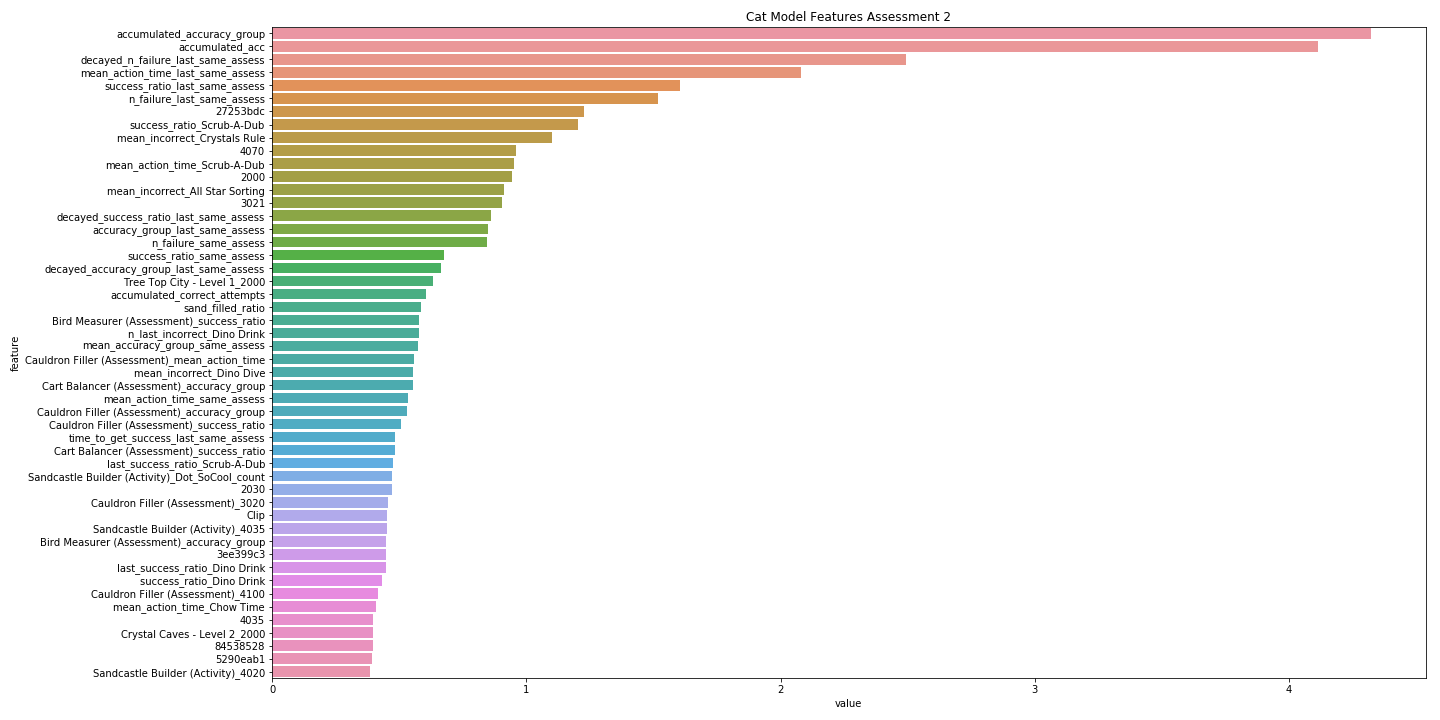 Cat Model Features Assessment 2
accumulated_accuracy_group
accumulated_acc
decayed_n_failure_last_same_assess
mean_action_time_last_same_assess
success_ratio_last_same_assess
n_failure_last_same_assess
27253bdc
success_ratio_Scrub-A-Dub
mean_incorrect_Crystals Rule
4070
mean_action_time_Scrub-A-Dub
2000
mean_incorrect_All Star Sorting
3021
decayed_success_ratio_last_same_assess
accuracy_group_last_same_assess
n_failure_same_assess
success_ratio_same_assess
decayed_accuracy_group_last_same_assess
Tree Top City - Level 1_2000
accumulated_correct_attempts
sand_filled_ratio
Bird Measurer (Assessment)_success_ratio
n_last_incorrect_Dino Drink
mean_accuracy_group_same_assess
Cauldron Filler (Assessment)_mean_action_time
mean_incorrect_Dino Dive
Cart Balancer (Assessment)_accuracy_group
mean_action_time_same_assess
Cauldron Filler (Assessment)_accuracy_group
Cauldron Filler (Assessment)_success_ratio
time_to_get_success_last_same_assess
Cart Balancer (Assessment)_success_ratio
last_success_ratio_Scrub-A-Dub
Sandcastle Builder (Activity)_Dot_SoCool_count
2030
Cauldron Filler (Assessment)_3020
Clip
Sandcastle Builder (Activity)_4035
Bird Measurer (Assessment)_accuracy_group
3ee399c3
last_success_ratio_Dino Drink
success_ratio_Dino Drink
Cauldron Filler (Assessment)_4100
mean_action_time_Chow Time
4035
Crystal Caves - Level 2_2000
84538528
5290eab1
Sandcastle Builder (Activity)_4020
feature
0 1 2 3 4
value